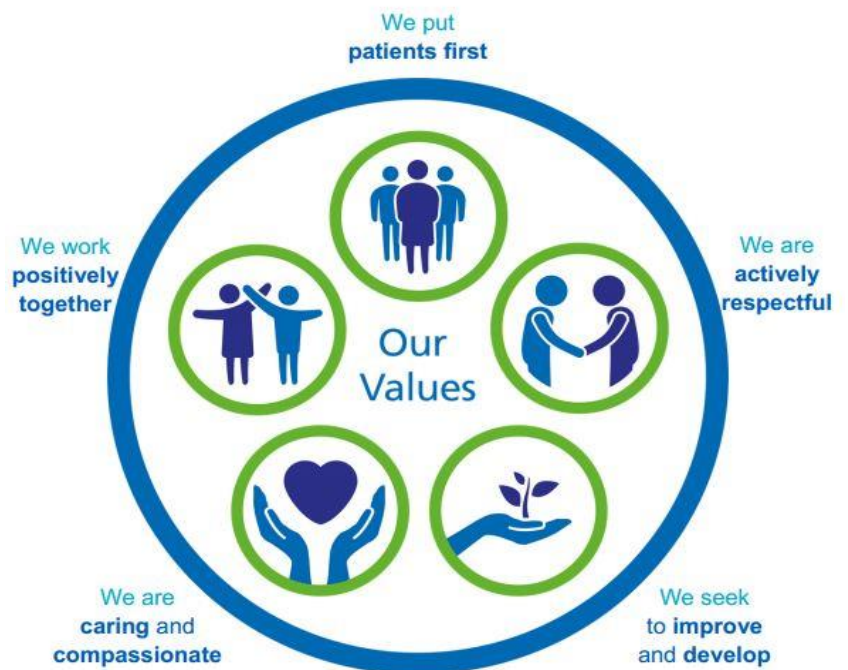 We put
patients first
We work
positively
together
We are
actively
respectful
Our
Values
We are
caring and
compassionate
We seek
to improve
and develop